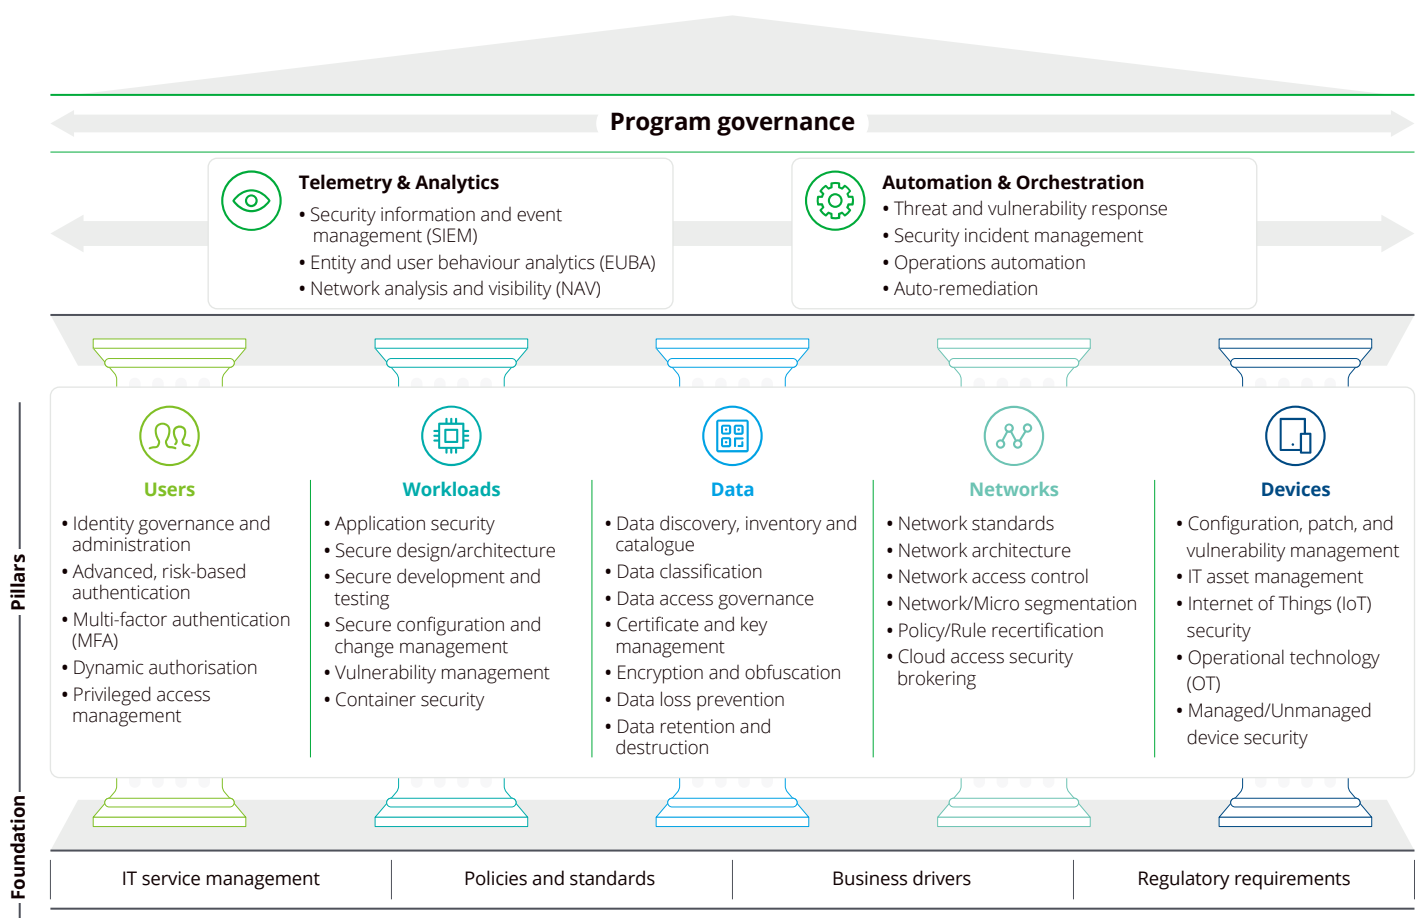 Program governance
Telemetry & Analytics
• Security information and event
management (SIEM)
• Entity and user behaviour analytics (EUBA)
• Network analysis and visibility (NAV)
Automation & Orchestration
• Threat and vulnerability response
• Security incident management
• Operations automation
• Auto-remediation
Pillars
Users
• Identity governance and
administration
• Advanced, risk-based
authentication
• Multi-factor authentication
(MFA)
• Dynamic authorisation
• Privileged access
management
Workloads
• Application security
• Secure design/architecture
• Secure development and
testing
• Secure configuration and
change management
• Vulnerability management
• Container security
Data
• Data discovery, inventory and
catalogue
• Data classification
• Data access governance
• Certificate and key
management
• Encryption and obfuscation
• Data loss prevention
• Data retention and
destruction
Networks
• Network standards
• Network architecture
• Network access control
• Network/Micro segmentation
• Policy/Rule recertification
• Cloud access security
brokering
Devices
• Configuration, patch, and
vulnerability management
• IT asset management
• Internet of Things (IoT)
security
• Operational technology
(OT)
• Managed/Unmanaged
device security
Foundation
IT service management
Policies and standards
Business drivers
Regulatory requirements